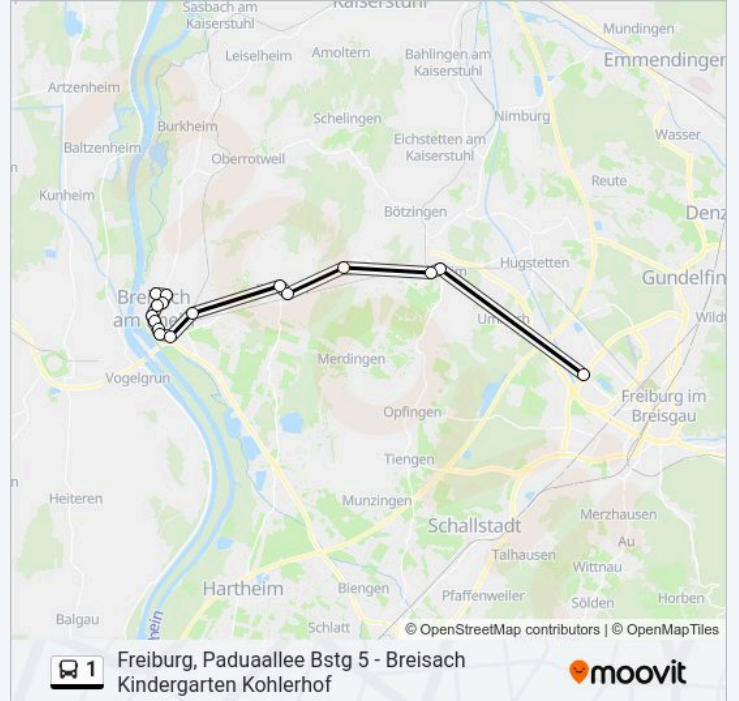 Kaiserstuhl
Sasbach am
Kaiserstuhl
Mundingen
Leiselheim
Amoltern
Bahlingen am
Kaiserstuhl
Emmendingen
Artzenheim
Burkheim
Schelingen
Nimburg
Wasser
Baltzenheim
Oberrotweil
Eichstetten am
Kaiserstuhl
Kunheim
Reute
Bötzingen
Denz
Hugstetten
Gundelfin
Merdingen
Vogelgrun
Opfingen
Freiburg im
Breisgau
Tiengen
Heiteren
Munzingen
Schallstadt
Merzhausen
Au
Talhausen
Wittnau
Hartheim
Biengen
Pfaffenweiler
Sölden
Horben
Balgau
Schlatt
© OpenStreetMap contributors | © OpenMapTiles
1
Freiburg, Paduaallee Bstg 5 - Breisach
Kindergarten Kohlerhof
moovit